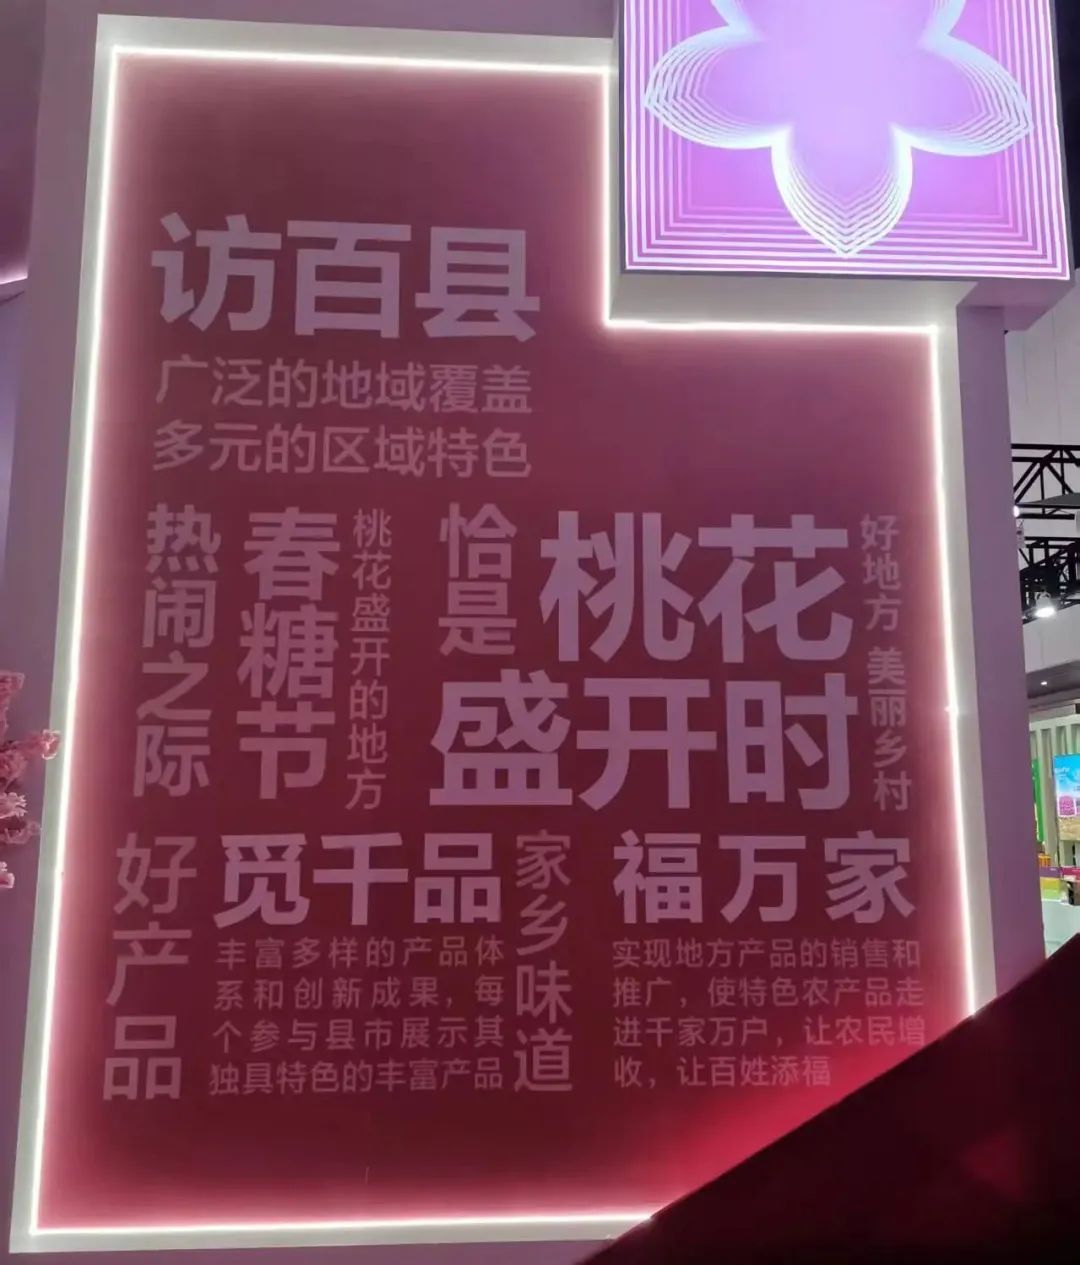 访百县
广泛的地域覆盖
多元的区域特色
热闹之际
春糖节
桃花盛开的地方
恰是
桃花
盛开时
好地方 美丽乡村
好产品
觅千品
丰富多样的产品体
系和创新成果，每
个参与县市展示其
独具特色的丰富产品
家乡味道
福万家
实现地方产品的销售和
推广，使特色农产品走
进千家万户，让农民增
收，让百姓添福